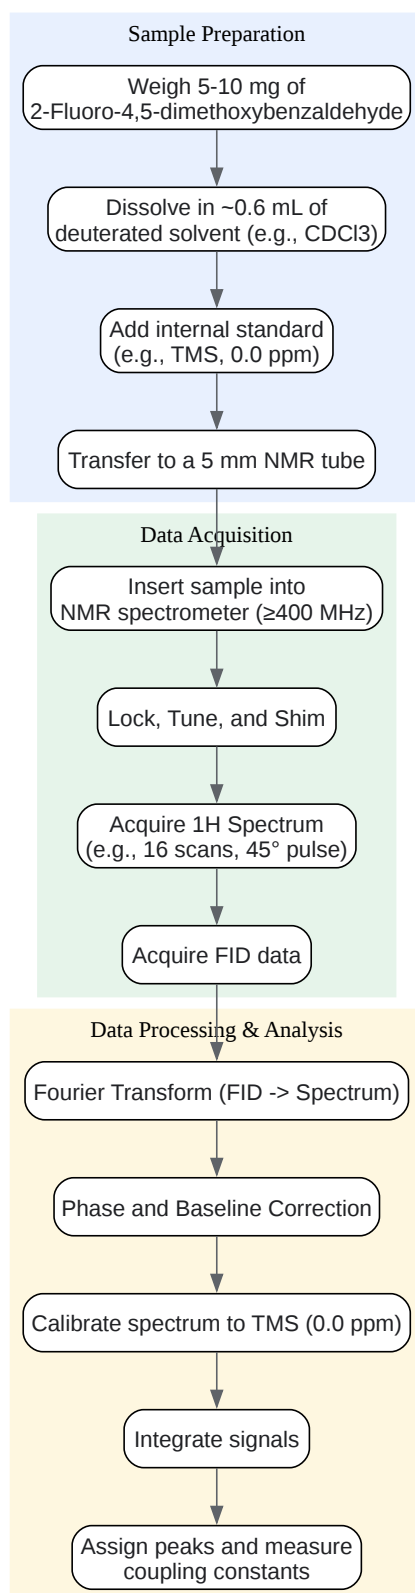 Sample Preparation
Weigh 5-10 mg of
2-Fluoro-4,5-dimethoxybenzaldehyde
Dissolve in ~0.6 mL of
deuterated solvent (e.g., CDCl3)
Add internal standard
(e.g., TMS, 0.0 ppm)
Transfer to a 5 mm NMR tube
Data Acquisition
Insert sample into
NMR spectrometer (≥400 MHz)
Lock, Tune, and Shim
Acquire 1H Spectrum
(e.g., 16 scans, 45° pulse)
Acquire FID data
Data Processing & Analysis
Fourier Transform (FID -> Spectrum)
Phase and Baseline Correction
Calibrate spectrum to TMS (0.0 ppm)
Integrate signals
Assign peaks and measure
coupling constants